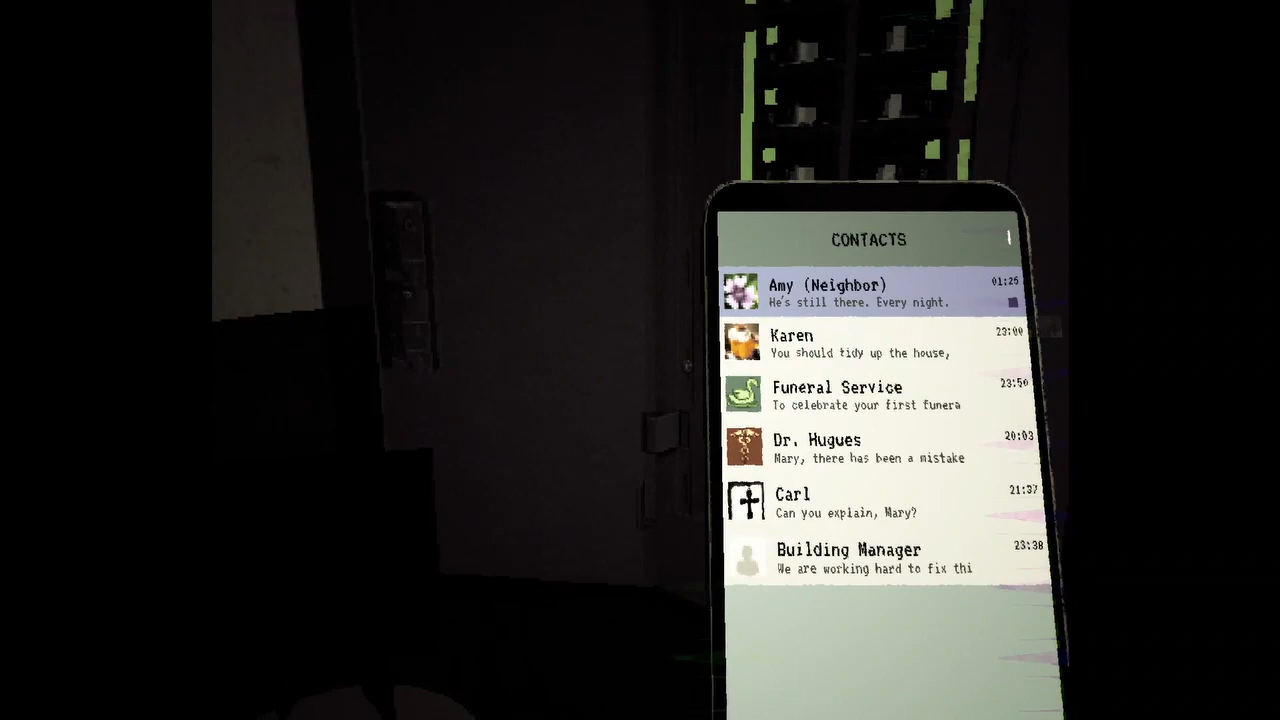 CONTACTS
Amy (Neighbor) 01:26
He's still there. Every night.
Karen 23:00
You should tidy up the house,
Funeral Service 23:50
To celebrate your first funera
Dr. Hugues 20:03
Mary, there has been a mistake
Carl 21:37
Can you explain, Mary?
Building Manager 23:38
We are working hard to fix thi